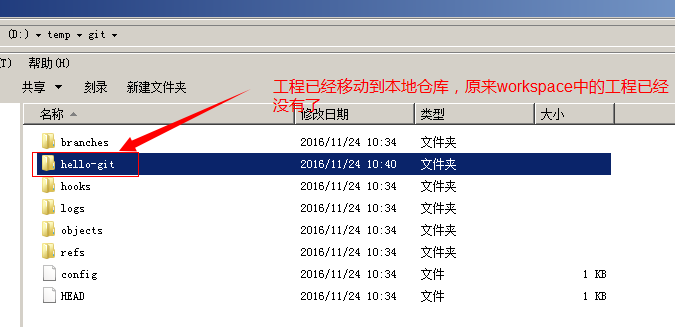 (D:) ▸ temp ▸ git ▸
(T) 帮助(H)
共享 ▼ 刻录 新建文件夹
工程已经移动到本地仓库，原来workspace中的工程已经
没有了
名称 修改日期 类型 大小
branches 2016/11/24 10:34 文件夹
hello-git 2016/11/24 10:40 文件夹
hooks 2016/11/24 10:34 文件夹
logs 2016/11/24 10:34 文件夹
objects 2016/11/24 10:34 文件夹
refs 2016/11/24 10:34 文件夹
config 2016/11/24 10:34 文件 1 KB
HEAD 2016/11/24 10:34 文件 1 KB